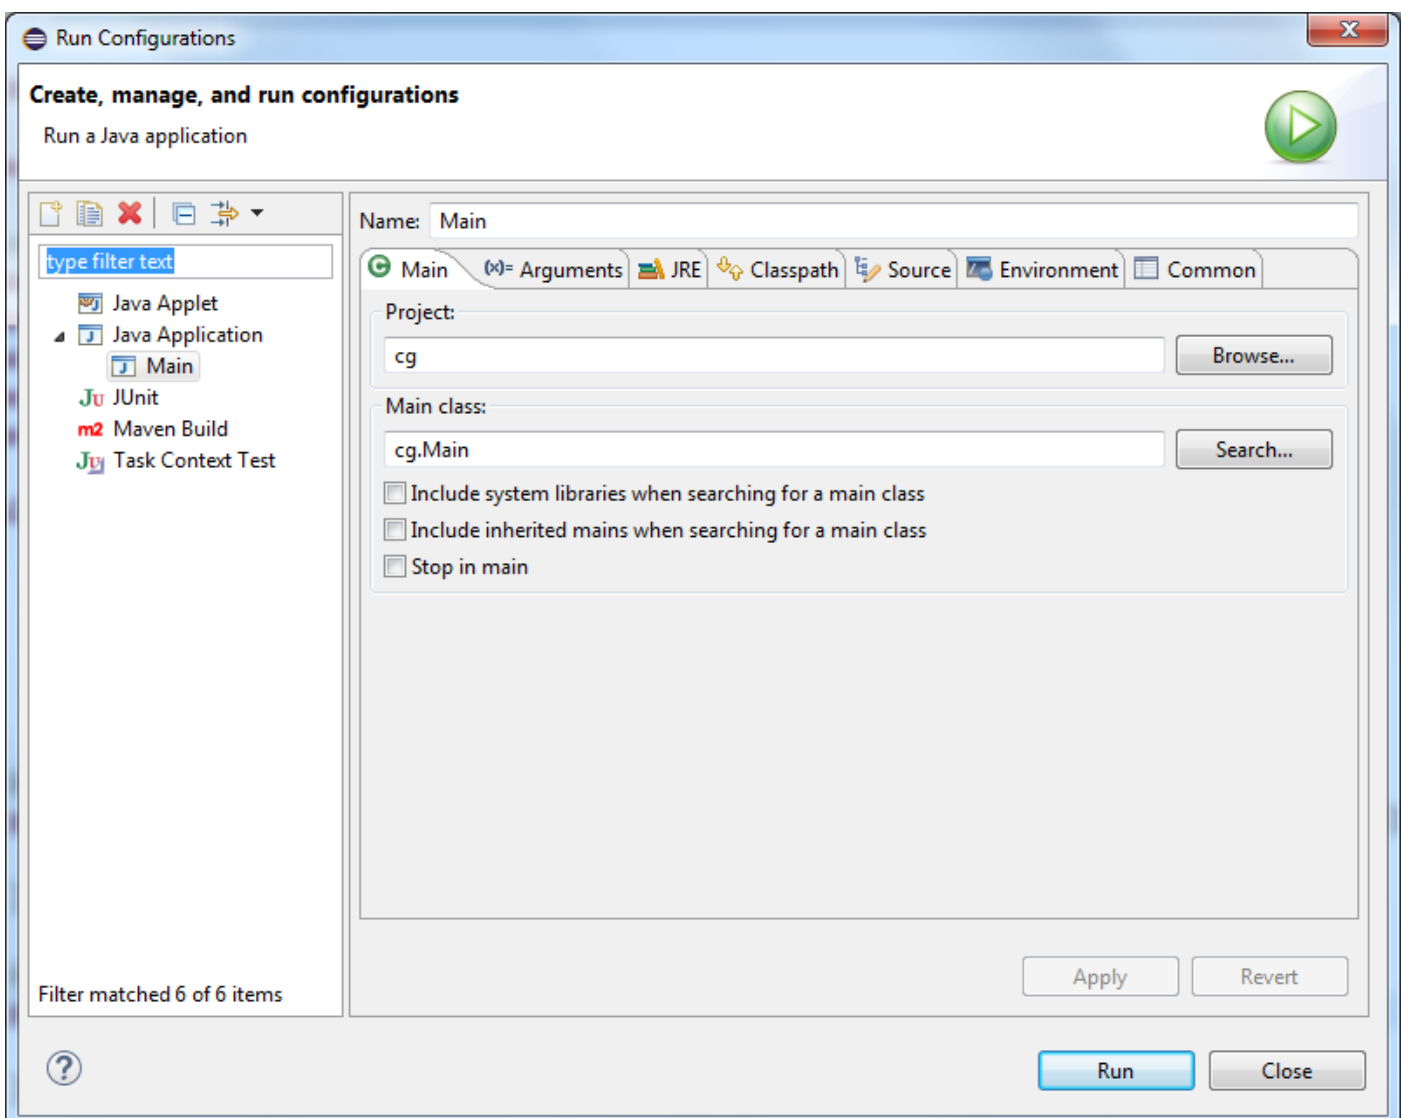 Run Configurations
Create, manage, and run configurations
Run a Java application
type filter text
Java Applet
Java Application
Main
JUnit
m2 Maven Build
Task Context Test
Filter matched 6 of 6 items
Name: Main
Main (x)= Arguments JRE Classpath Source Environment Common
Project:
cg Browse...
Main class:
cg.Main Search...
Include system libraries when searching for a main class
Include inherited mains when searching for a main class
Stop in main
Apply Revert
Run Close